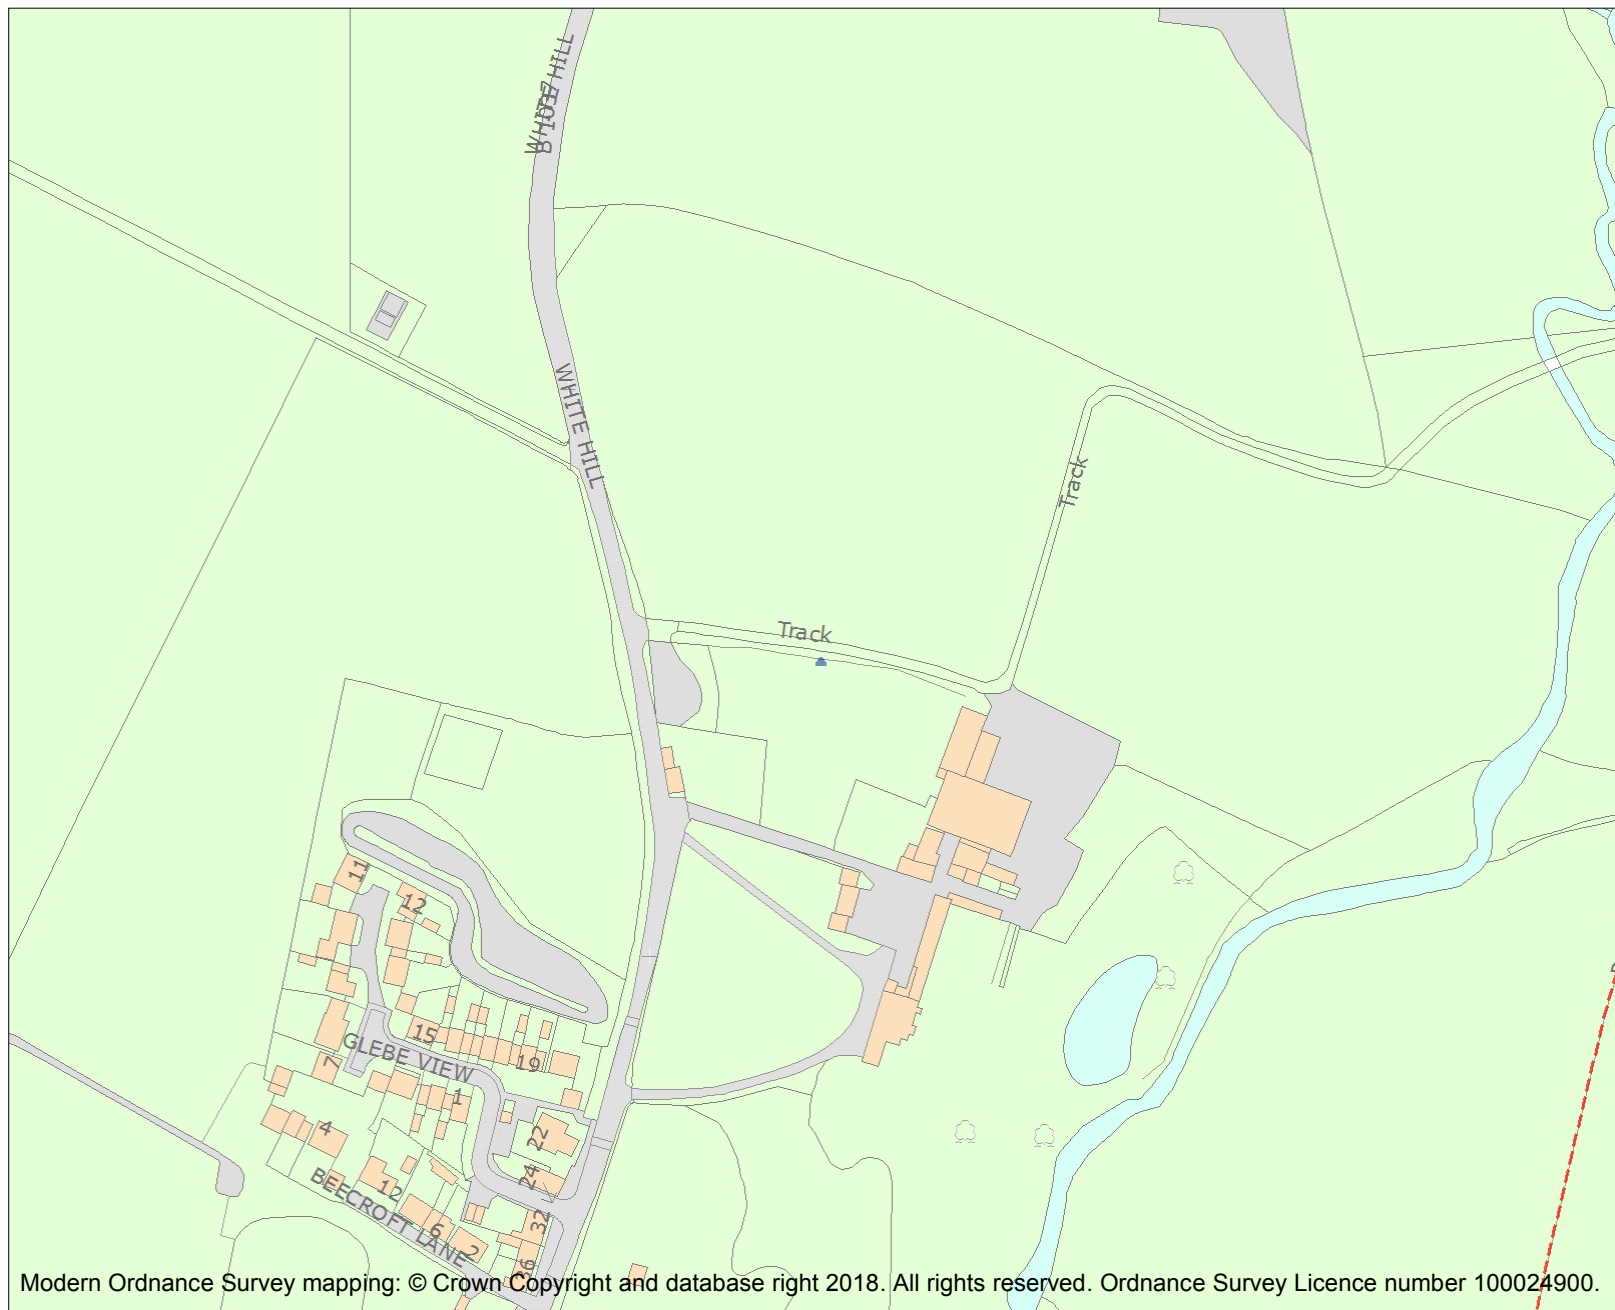 WHITE HILL
B 1037
WHITE HILL
Track
Track
11
12
15
GLEBE VIEW
19
7
1
4
22
24
12
BEECROFT LANE
6
2
32
36
Modern Ordnance Survey mapping: © Crown Copyright and database right 2018. All rights reserved. Ordnance Survey Licence number 100024900.